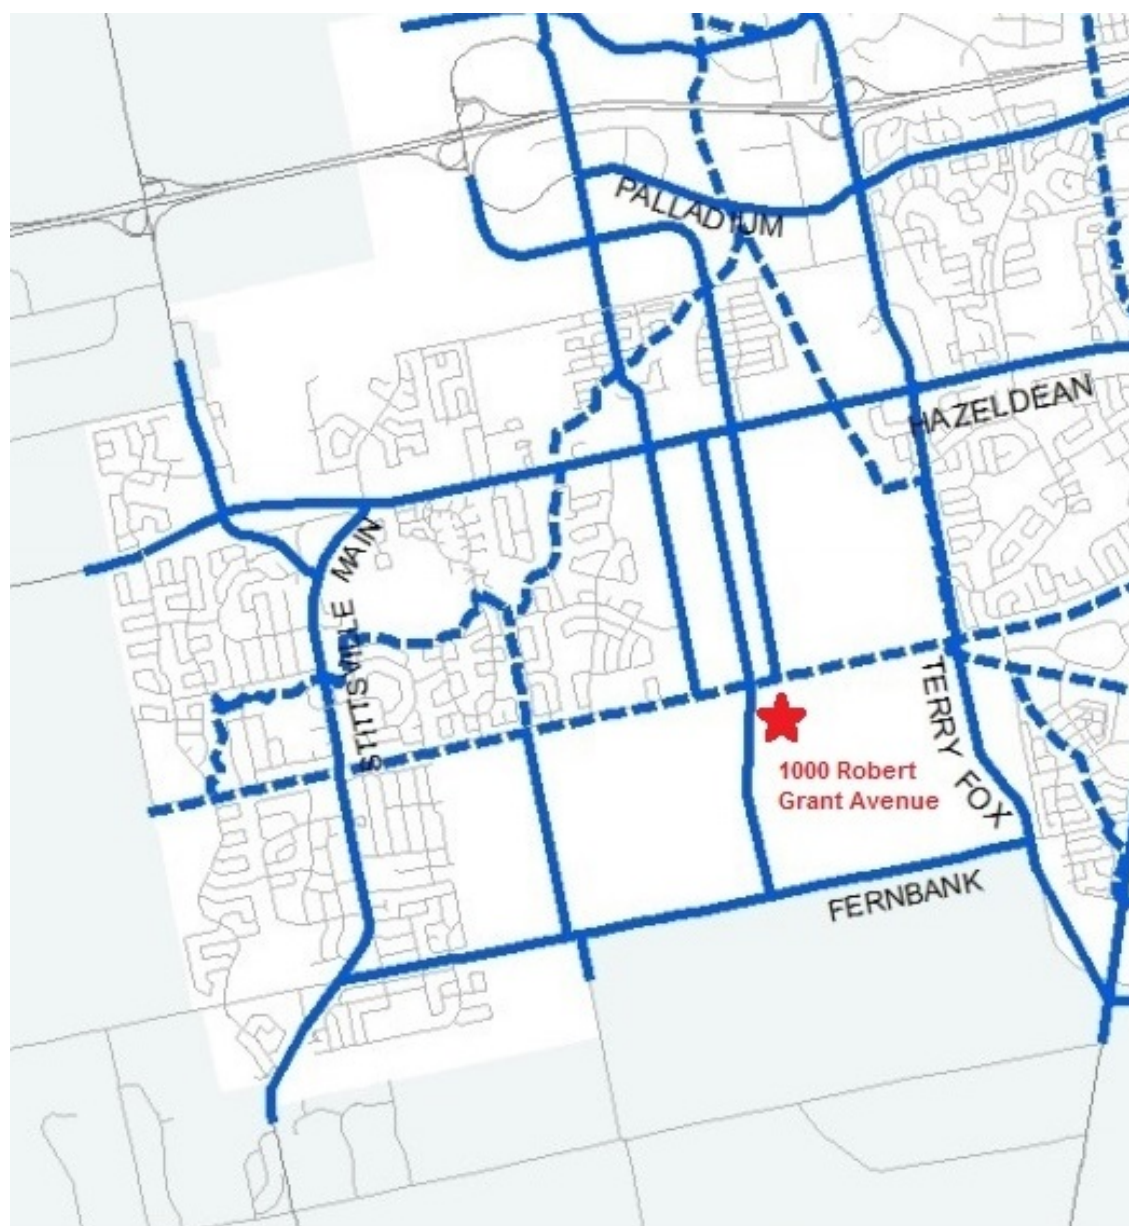 PALLADIUM
HAZELDEAN
STITTSVILLE MAIN
TERRY FOX
1000 Robert
Grant Avenue
FERNBANK